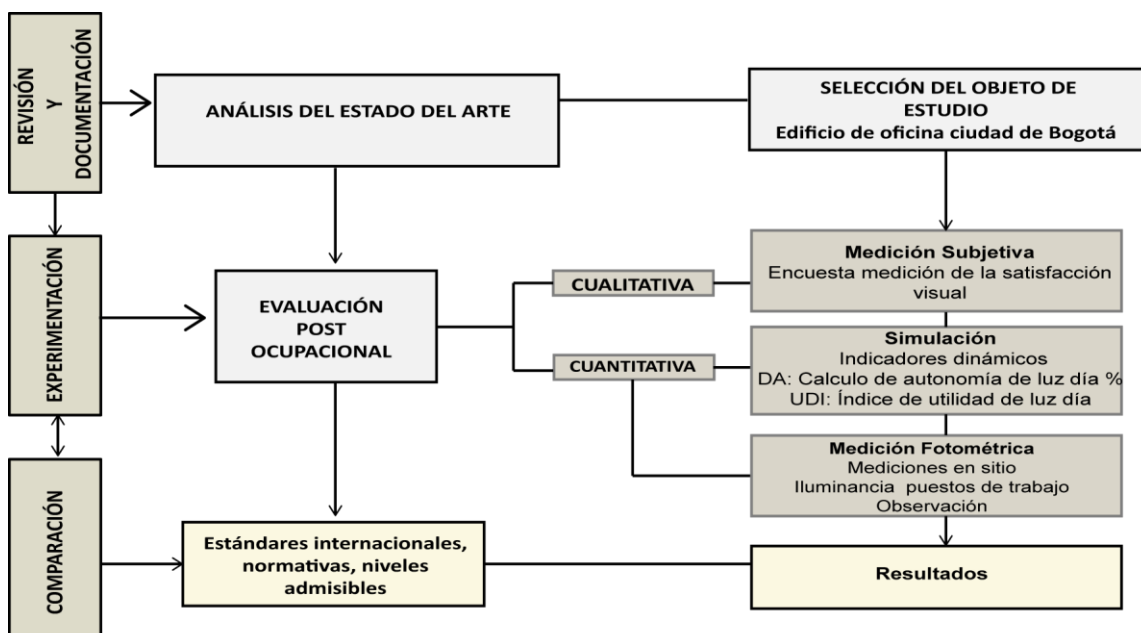 REVISIÓN
Y
DOCUMENTACIÓN
ANÁLISIS DEL ESTADO DEL ARTE
SELECCIÓN DEL OBJETO DE
ESTUDIO
Edificio de oficina ciudad de Bogotá
EXPERIMENTACIÓN
EVALUACIÓN
POST
OCUPACIONAL
CUALITATIVA
Medición Subjetiva
Encuesta medición de la satisfacción
visual
CUANTITATIVA
Simulación
Indicadores dinámicos
DA: Calculo de autonomía de luz día %
UDI: Índice de utilidad de luz día
Medición Fotométrica
Mediciones en sitio
Iluminancia puestos de trabajo
Observación
COMPARACIÓN
Estándares internacionales,
normativas, niveles
admisibles
Resultados